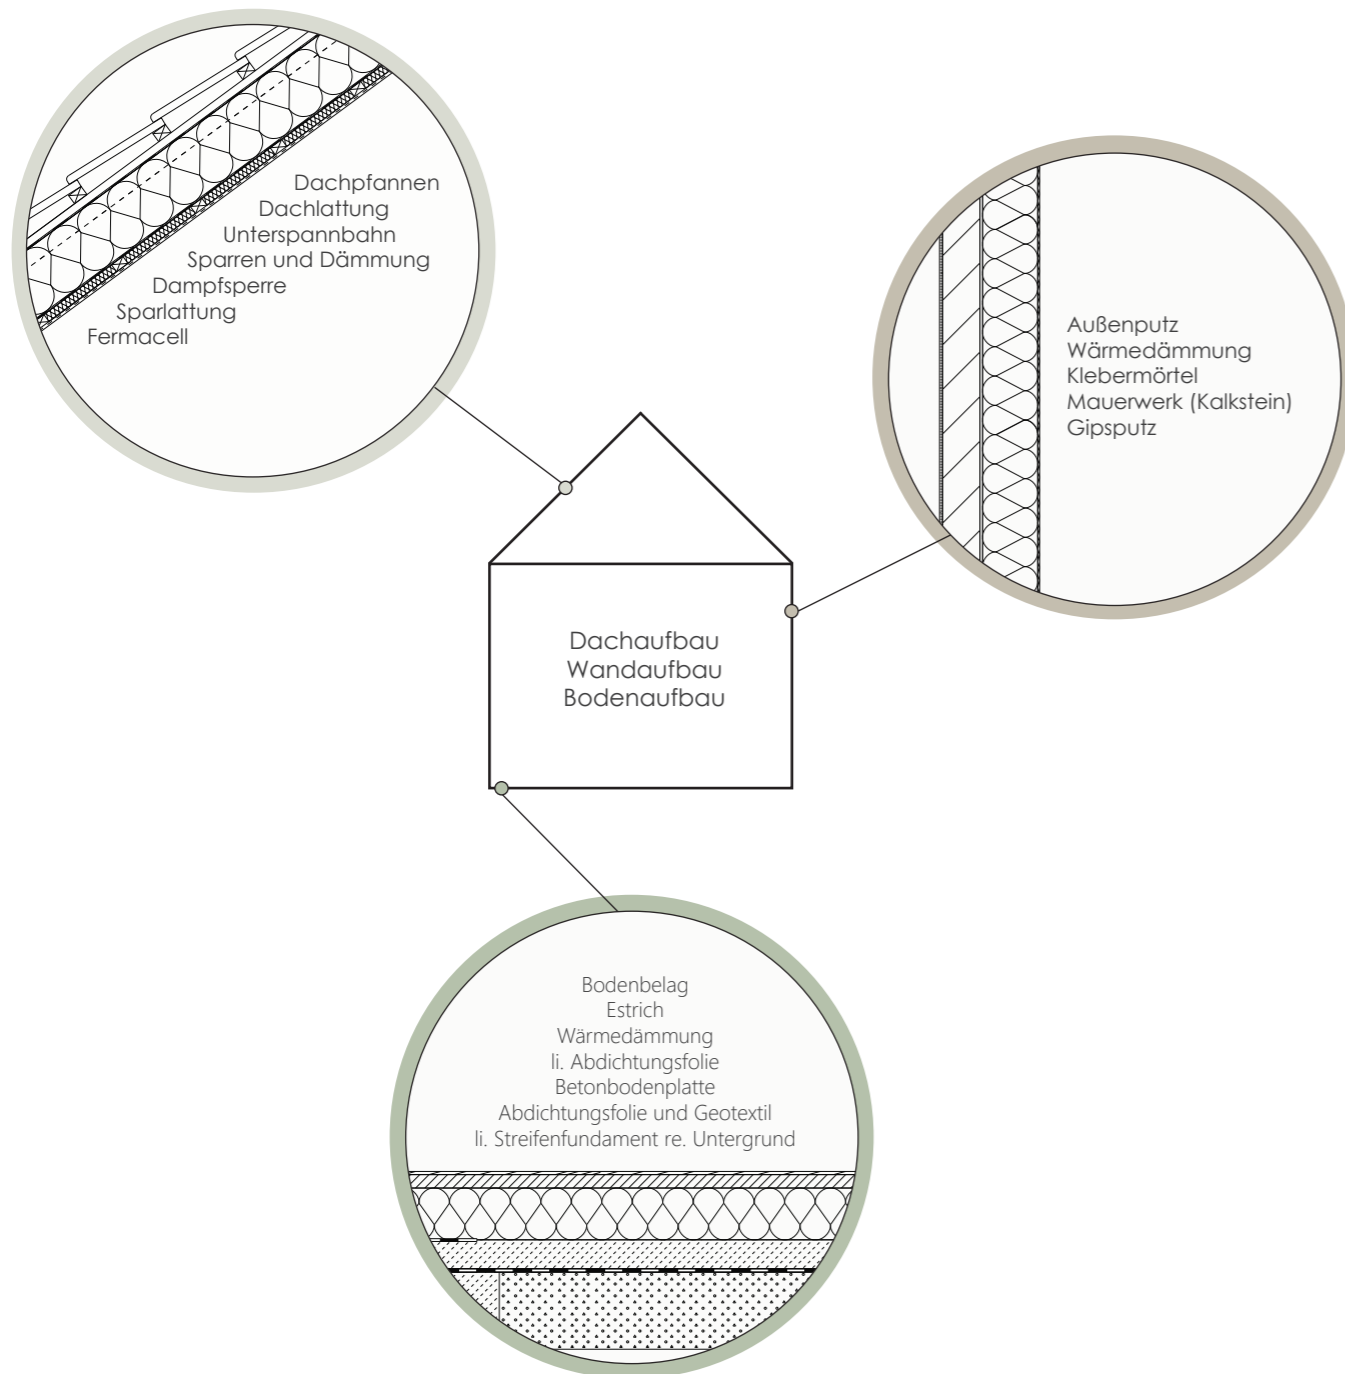 Dachpfannen
Dachlattung
Unterspannbahn
Sparren und Dämmung
Dampfsperre
Sparlattung
Fermacell
Außenputz
Wärmedämmung
Klebermörtel
Mauerwerk (Kalkstein)
Gipsputz
Dachaufbau
Wandaufbau
Bodenaufbau
Bodenbelag
Estrich
Wärmedämmung
li. Abdichtungsfolie
Betonbodenplatte
Abdichtungsfolie und Geotextil
li. Streifenfundament re. Untergrund